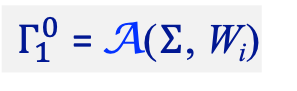 Γ₁⁰ = 𝒜(Σ, Wᵢ)